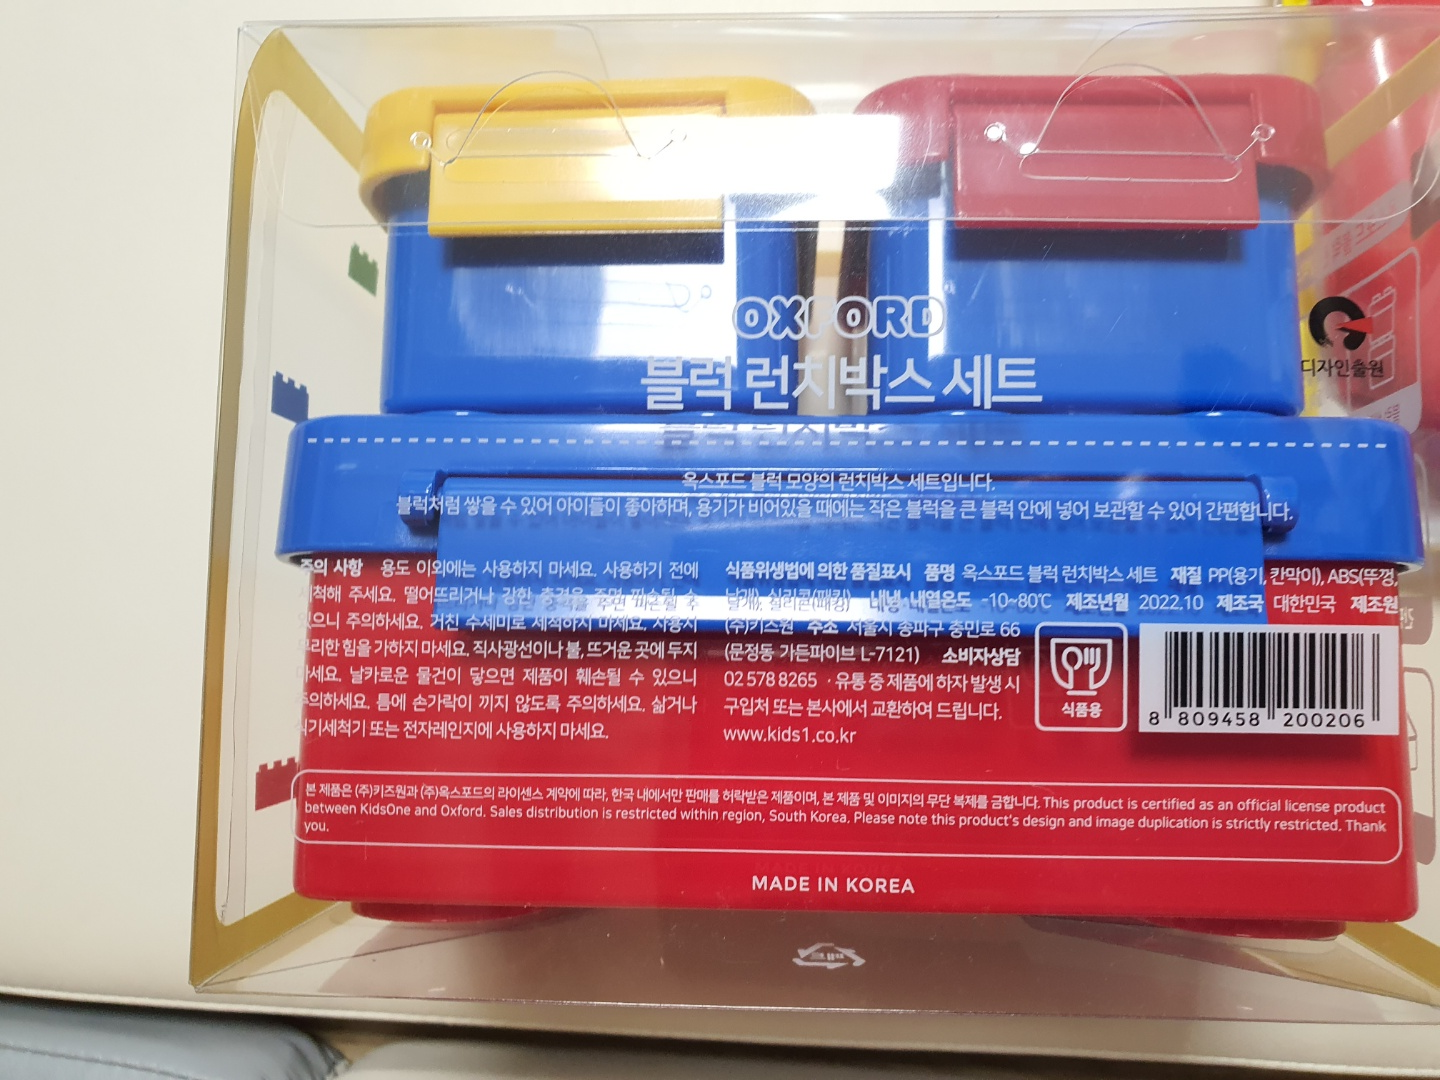 OXFORD
블럭 런치박스 세트
디자인출원
옥스포드 블럭 모양의 런치박스 세트입니다.
블럭처럼 쌓을 수 있어 아이들이 좋아하며, 용기가 비어있을 때에는 작은 블럭을 큰 블럭 안에 넣어 보관할 수 있어 간편합니다.
주의 사항 용도 이외에는 사용하지 마세요. 사용하기 전에
세척해 주세요. 떨어뜨리거나 강한 충격을 주면 파손될 수
있으니 주의하세요. 거친 수세미로 세척하지 마세요. 사용시
무리한 힘을 가하지 마세요. 직사광선이나 불, 뜨거운 곳에 두지
마세요. 날카로운 물건이 닿으면 제품이 훼손될 수 있으니
주의하세요. 틈에 손가락이 끼지 않도록 주의하세요. 삶거나
식기세척기 또는 전자레인지에 사용하지 마세요.
식품위생법에 의한 품질표시 품명 옥스포드 블럭 런치박스 세트 재질 PP(용기, 칸막이), ABS(뚜껑,
날개), 실리콘(패킹) 내냉·내열온도 -10~80℃ 제조년월 2022.10 제조국 대한민국 제조원
(주)키즈원 주소 서울시 송파구 충민로 66
(문정동 가든파이브 L-7121) 소비자상담
02 578 8265 · 유통 중 제품에 하자 발생 시
구입처 또는 본사에서 교환하여 드립니다.
www.kids1.co.kr
식품용
8 809458 200206
본 제품은 (주)키즈원과 (주)옥스포드의 라이센스 계약에 따라, 한국 내에서만 판매를 허락받은 제품이며, 본 제품 및 이미지의 무단 복제를 금합니다. This product is certified as an official license product
between KidsOne and Oxford. Sales distribution is restricted within region, South Korea. Please note this product's design and image duplication is strictly restricted. Thank
you.
MADE IN KOREA